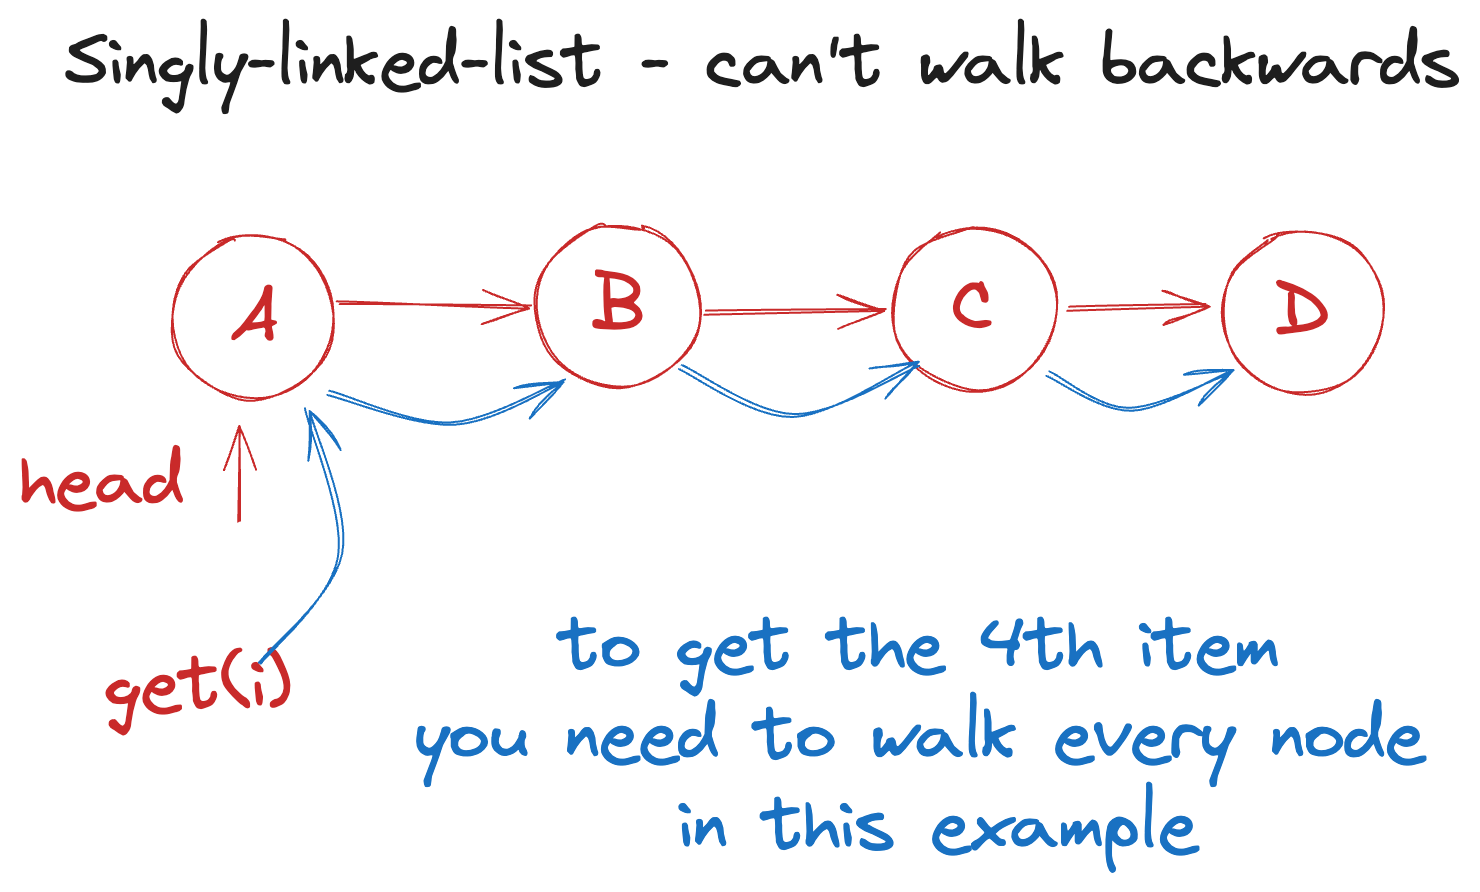 Singly-linked-list - can't walk backwards
A
B
C
D
head
get(i)
to get the 4th item
you need to walk every node
in this example